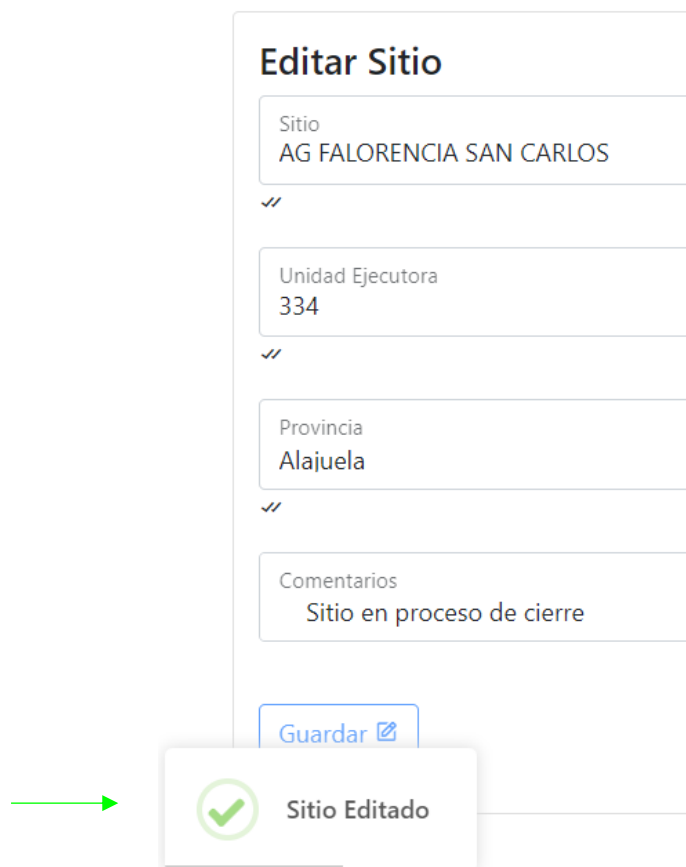 Editar Sitio
Sitio
AG FALORENCIA SAN CARLOS
Unidad Ejecutora
334
Provincia
Alajuela
Comentarios
Sitio en proceso de cierre
Guardar
Sitio Editado